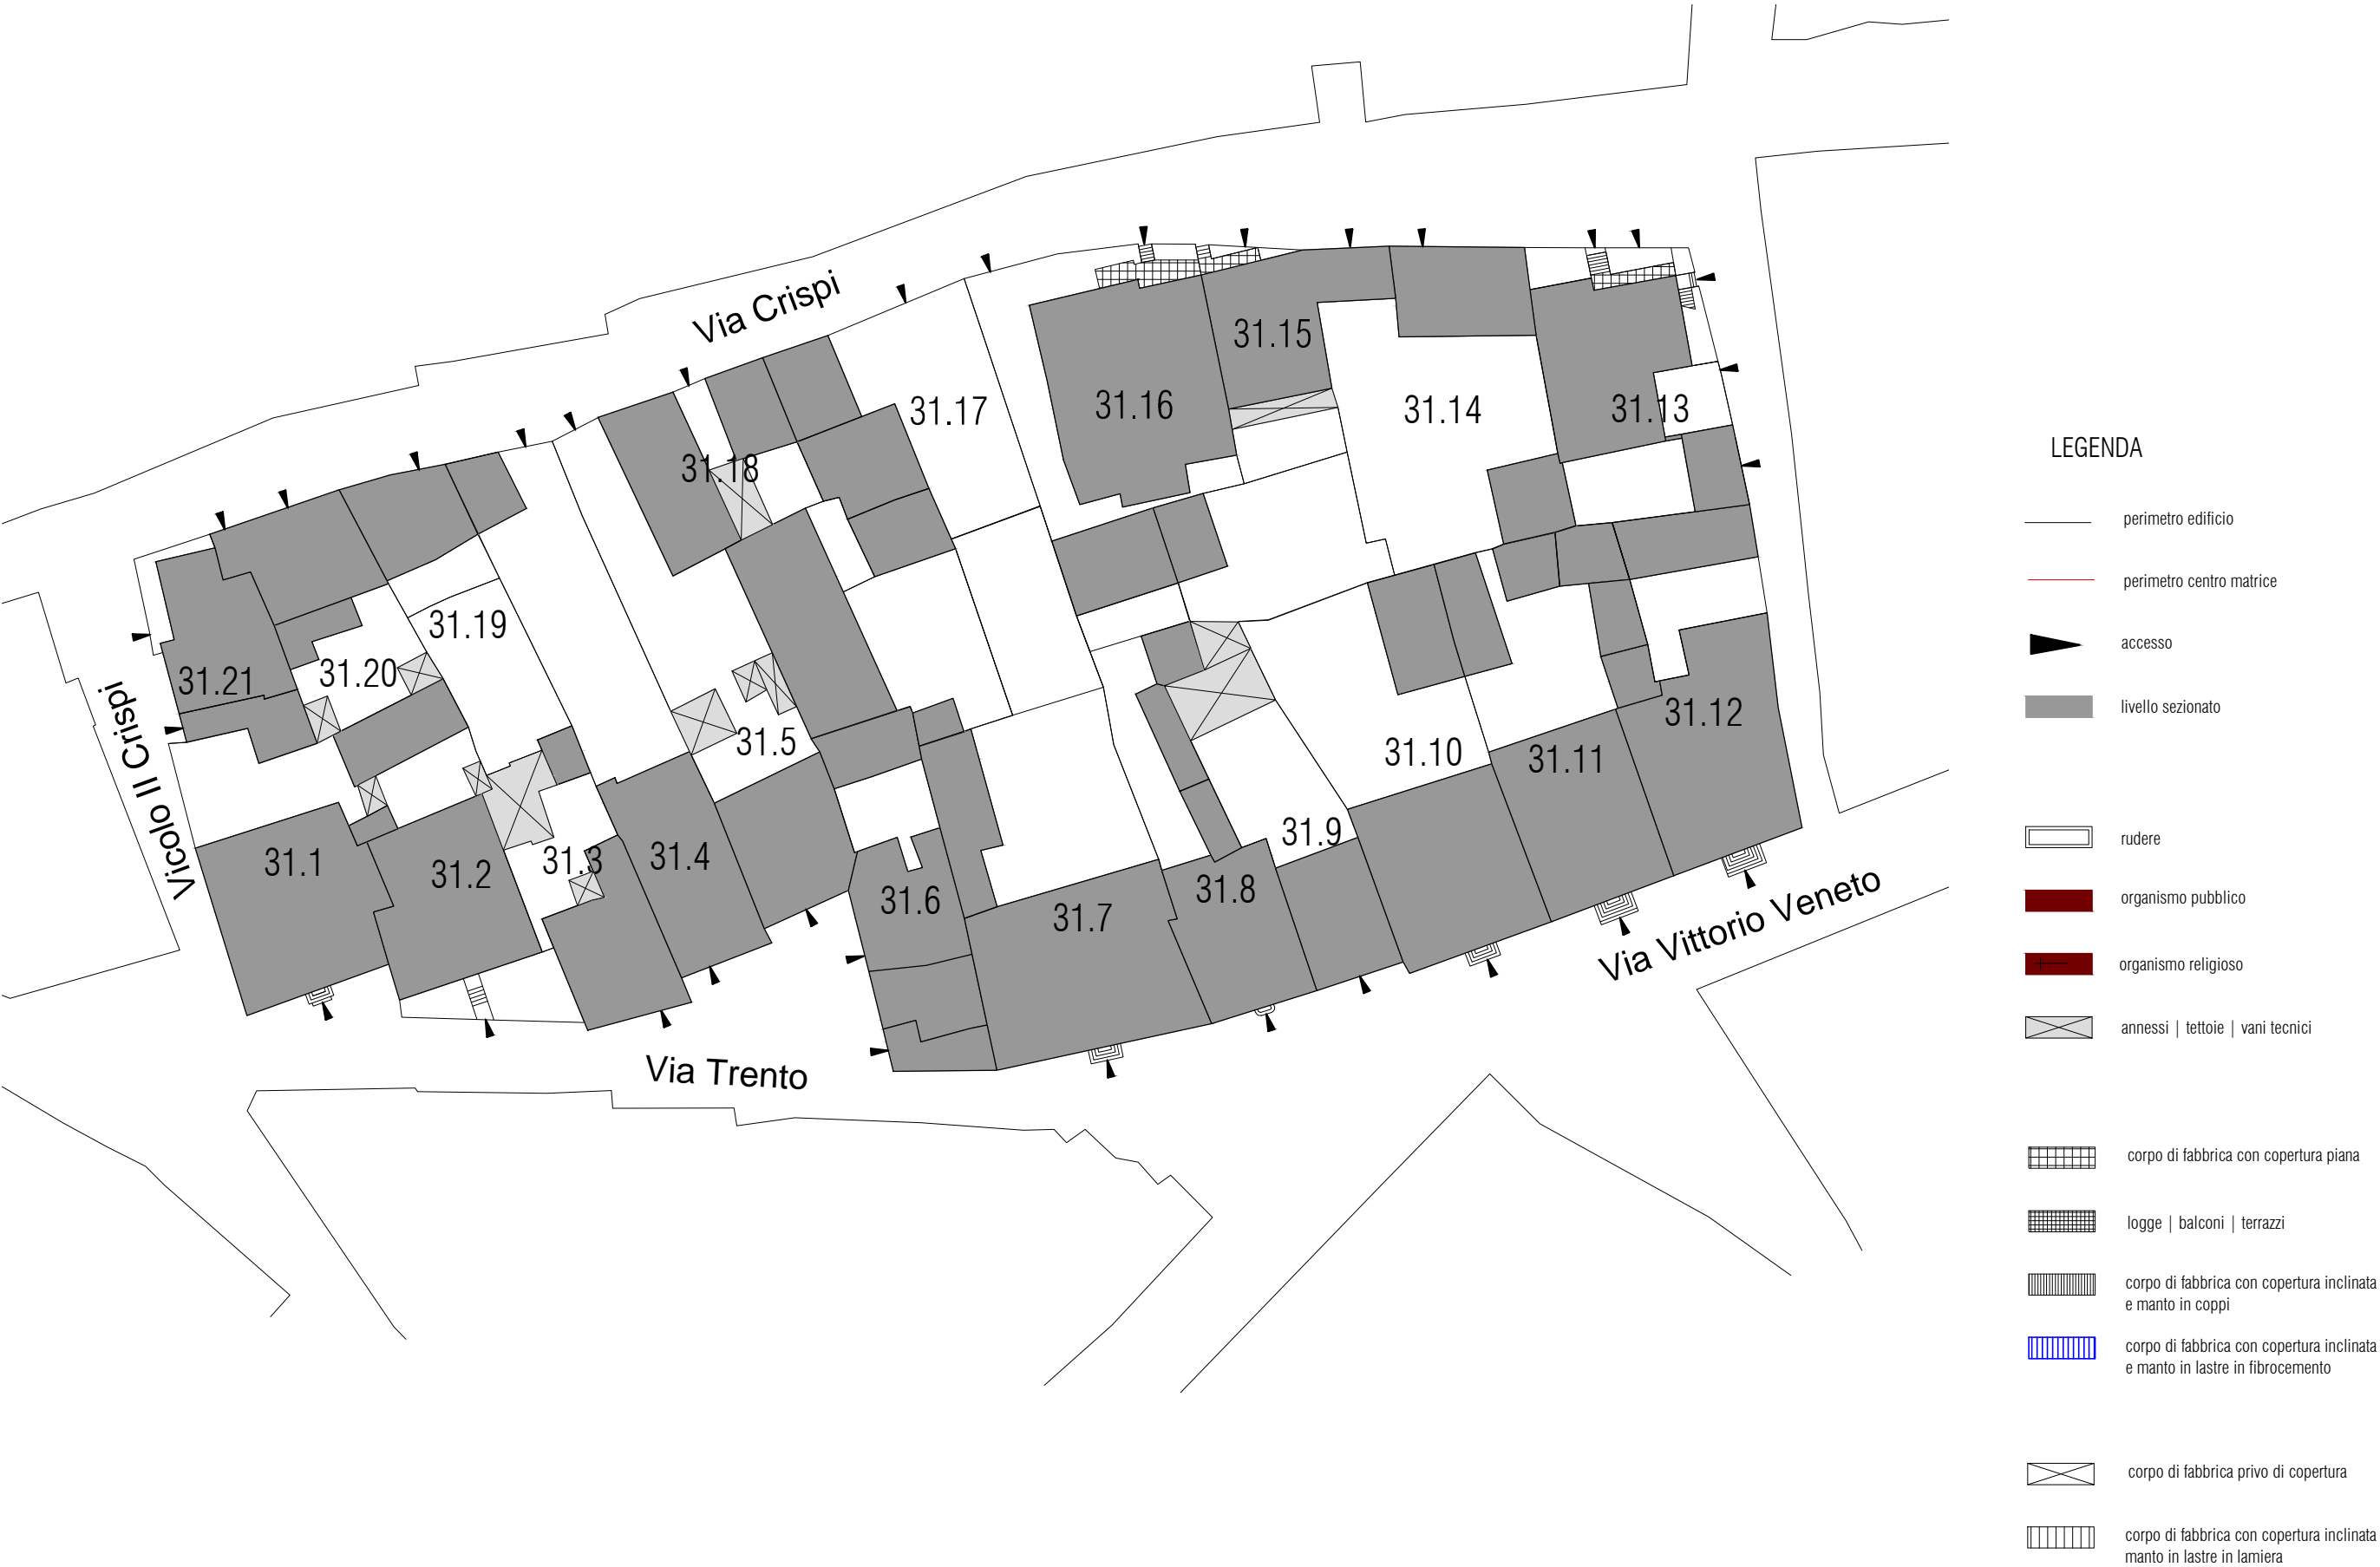 Via Crispi
31.15
31.17
31.16
31.14
31.13
31.18
31.19
31.20
31.21
31.5
31.12
31.10
31.11
31.9
31.1
31.2
31.3
31.4
31.6
31.7
31.8
Vicolo II Crispi
Via Vittorio Veneto
Via Trento
LEGENDA
perimetro edificio
perimetro centro matrice
accesso
livello sezionato
rudere
organismo pubblico
organismo religioso
annessi | tettoie | vani tecnici
corpo di fabbrica con copertura piana
logge | balconi | terrazzi
corpo di fabbrica con copertura inclinata
e manto in coppi
corpo di fabbrica con copertura inclinata
e manto in lastre in fibrocemento
corpo di fabbrica privo di copertura
corpo di fabbrica con copertura inclinata
manto in lastre in lamiera